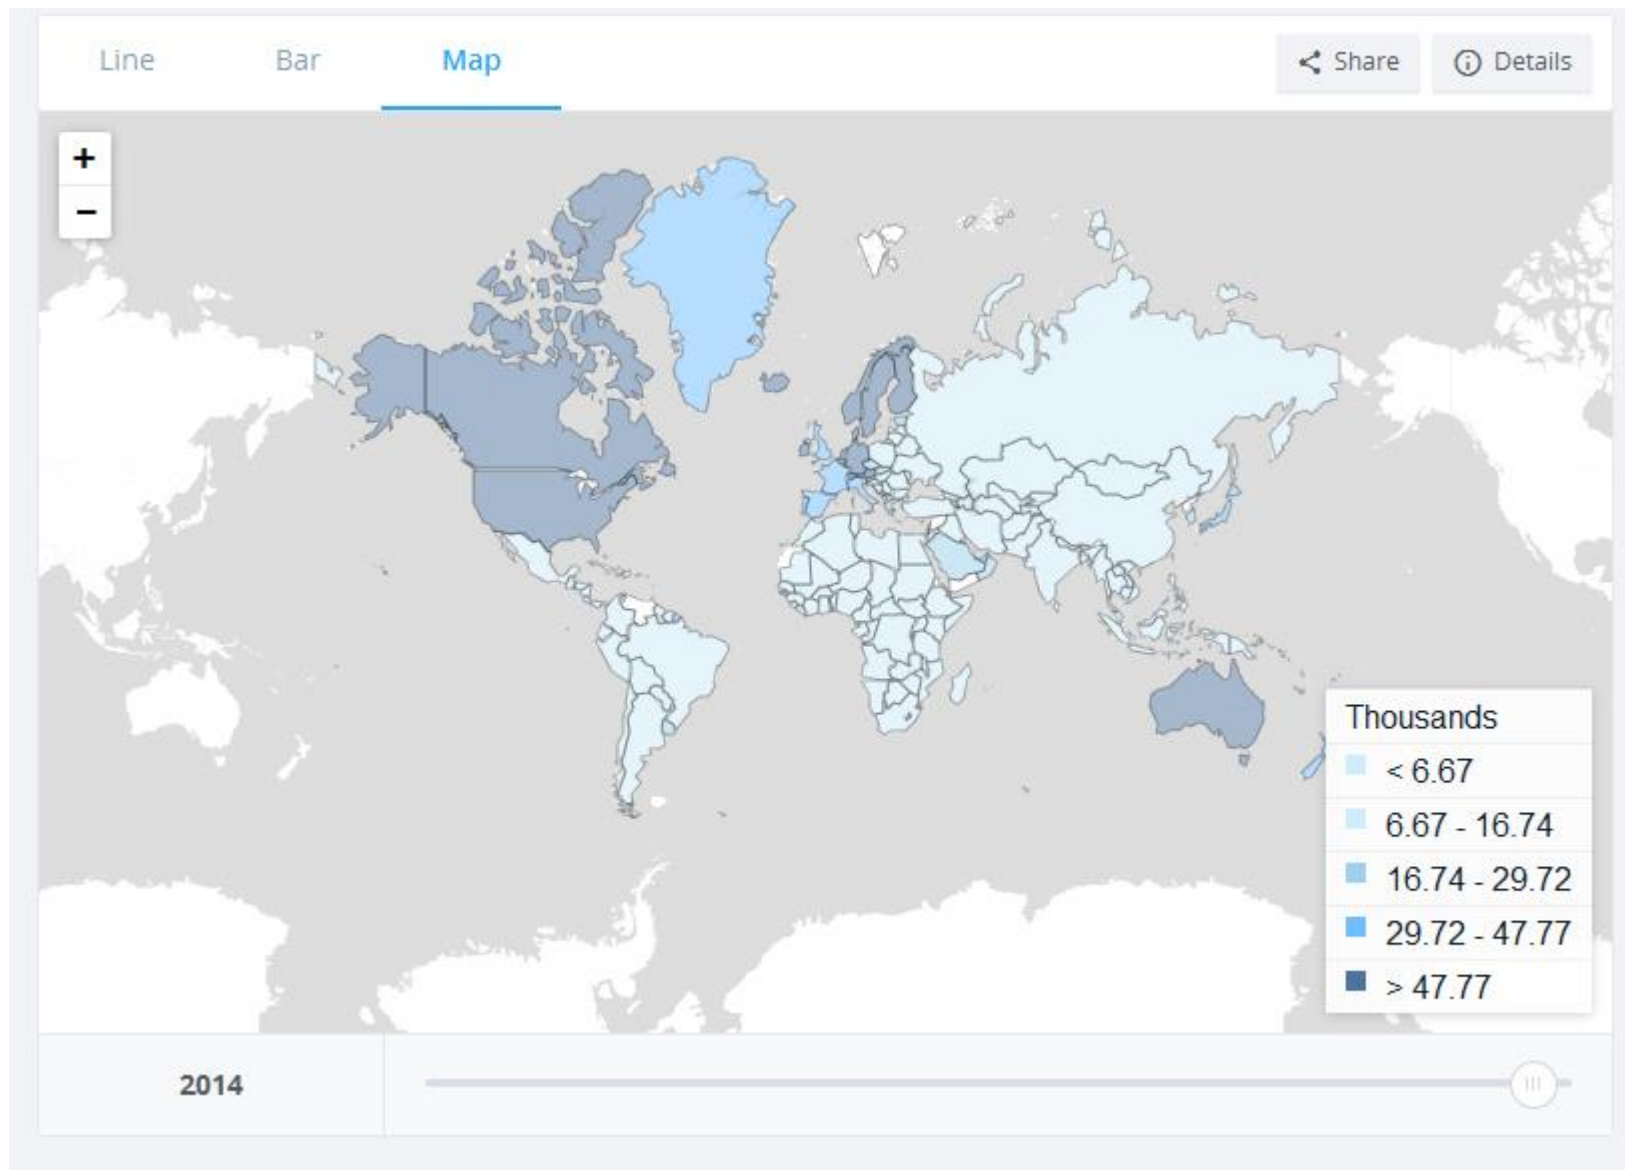 Line Bar Map Share Details
+
−
Thousands
< 6.67
6.67 - 16.74
16.74 - 29.72
29.72 - 47.77
> 47.77
2014